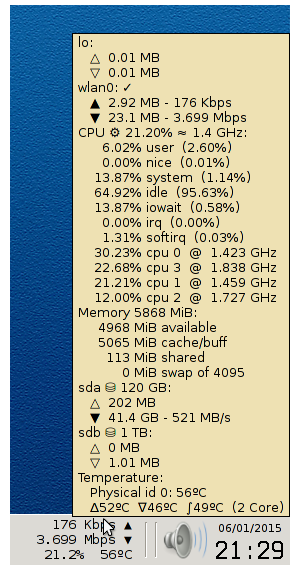 lo:
△ 0.01 MB
▽ 0.01 MB
wlan0: ✓
▲ 2.92 MB - 176 Kbps
▼ 23.1 MB - 3.699 Mbps
CPU ⚙ 21.20% ≈ 1.4 GHz:
6.02% user (2.60%)
0.00% nice (0.01%)
13.87% system (1.14%)
64.92% idle (95.63%)
13.87% iowait (0.58%)
0.00% irq (0.00%)
1.31% softirq (0.03%)
30.23% cpu 0 @ 1.423 GHz
22.68% cpu 3 @ 1.838 GHz
21.21% cpu 1 @ 1.459 GHz
12.00% cpu 2 @ 1.727 GHz
Memory 5868 MiB:
4968 MiB available
5065 MiB cache/buff
113 MiB shared
0 MiB swap of 4095
sda ⛁ 120 GB:
△ 202 MB
▼ 41.4 GB - 521 MB/s
sdb ⛁ 1 TB:
△ 0 MB
▽ 1.01 MB
Temperature:
Physical id 0: 56ºC
∆52ºC ∇46ºC ∫49ºC (2 Core)
176 Kbps ▲
3.699 Mbps ▼
21.2% 56ºC
06/01/2015
21:29